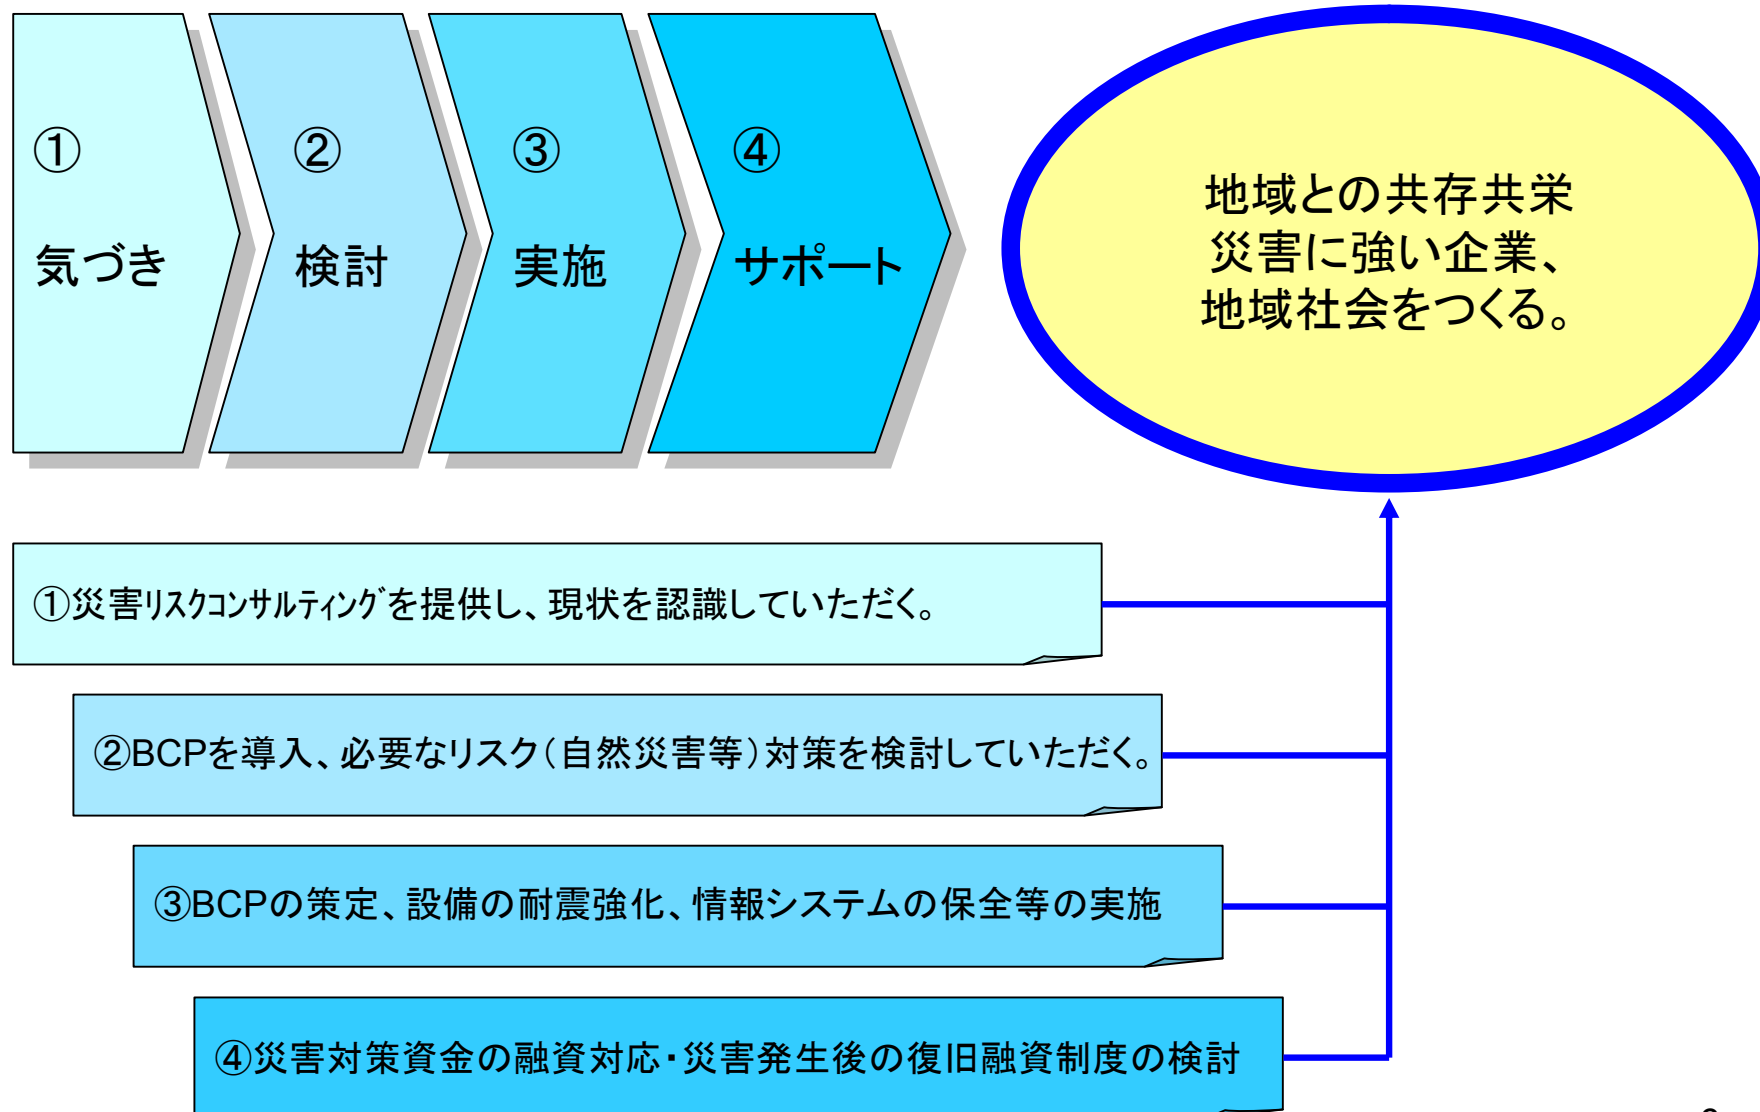 ①
気づき
②
検討
③
実施
④
サポート
地域との共存共栄
災害に強い企業、
地域社会をつくる。
①災害ﾘｽｸｺﾝｻﾙﾃｨﾝｸﾞを提供し、現状を認識していただく。
②BCPを導入、必要なリスク（自然災害等）対策を検討していただく。
③BCPの策定、設備の耐震強化、情報システムの保全等の実施
④災害対策資金の融資対応・災害発生後の復旧融資制度の検討